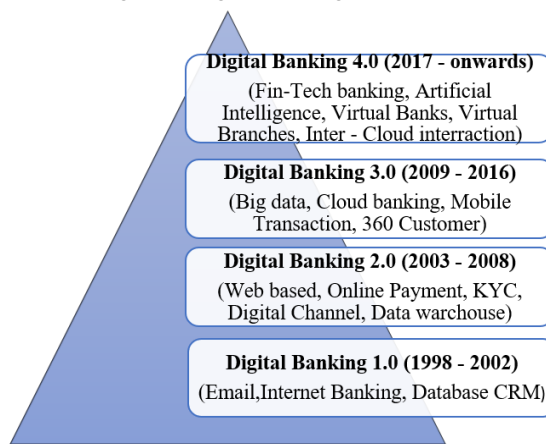 Digital Banking 4.0 (2017 - onwards)
(Fin-Tech banking, Artificial
Intelligence, Virtual Banks, Virtual
Branches, Inter - Cloud interraction)
Digital Banking 3.0 (2009 - 2016)
(Big data, Cloud banking, Mobile
Transaction, 360 Customer)
Digital Banking 2.0 (2003 - 2008)
(Web based, Online Payment, KYC,
Digital Channel, Data warchouse)
Digital Banking 1.0 (1998 - 2002)
(Email,Internet Banking, Database CRM)